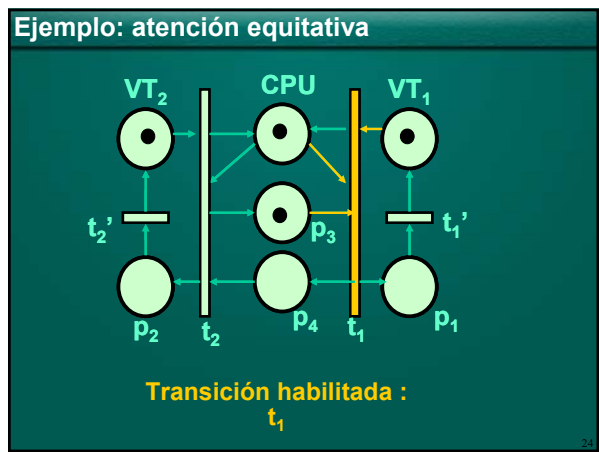 Ejemplo: atención equitativa
VT₂ CPU VT₁
t₂’ p₃ t₁’
p₂ t₂ p₄ t₁ p₁
Transición habilitada :
t₁
24